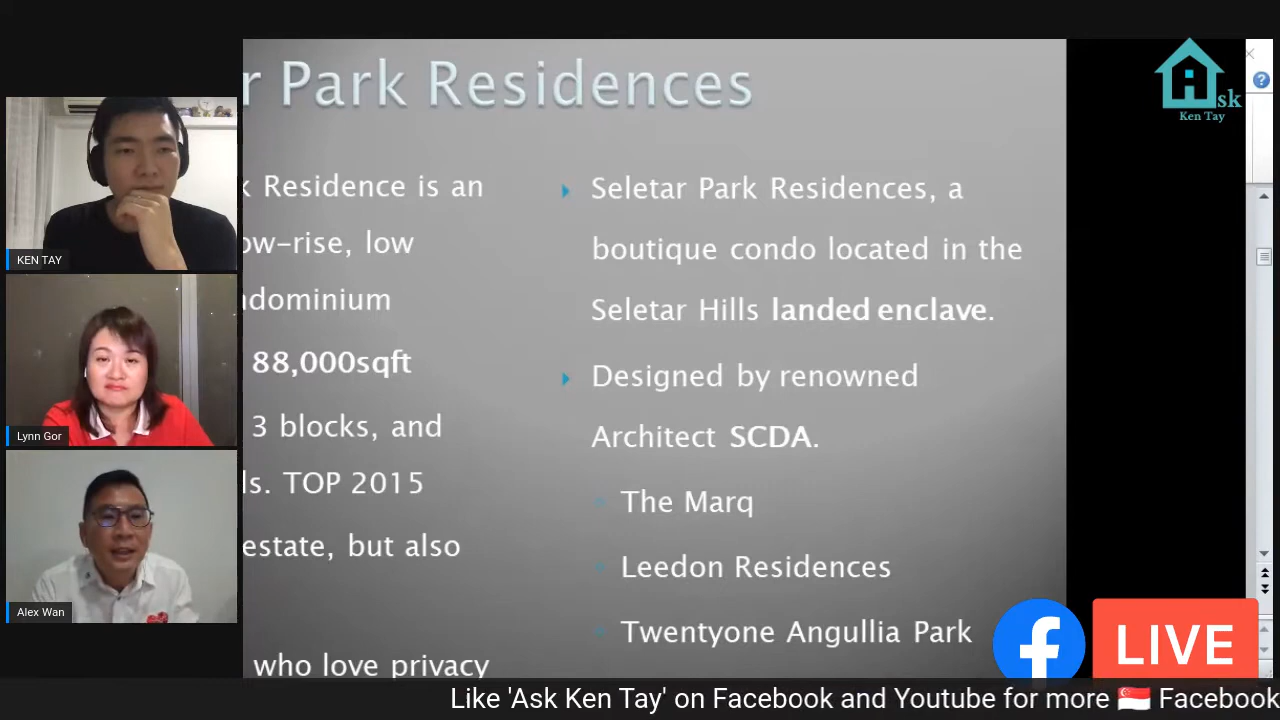 r Park Residences
k Residence is an
ow-rise, low
ndominium
88,000sqft
3 blocks, and
ls. TOP 2015
estate, but also
who love privacy
Seletar Park Residences, a
boutique condo located in the
Seletar Hills landed enclave.
Designed by renowned
Architect SCDA.
The Marq
Leedon Residences
Twentyone Angullia Park
sk
Ken Tay
KEN TAY
Lynn Gor
Alex Wan
LIVE
Like 'Ask Ken Tay' on Facebook and Youtube for more 🇸🇬 Facebook